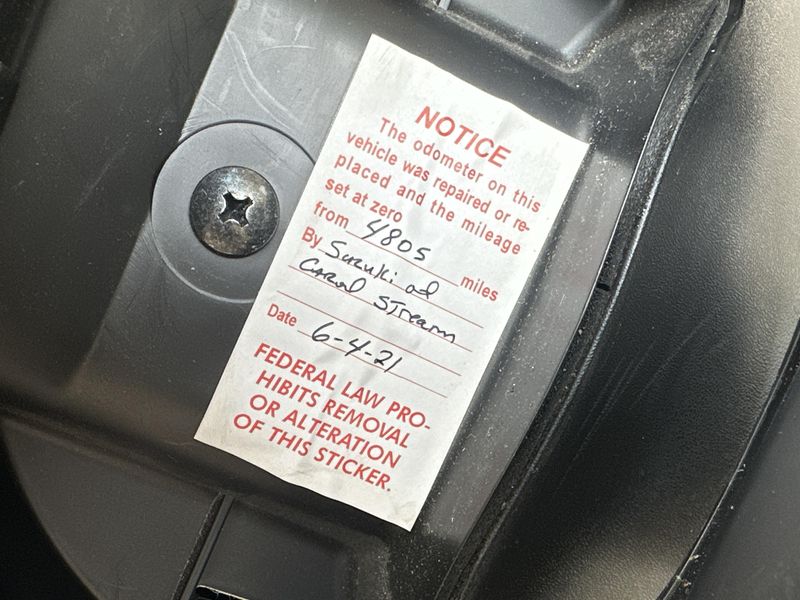 NOTICE
The odometer on this
vehicle was repaired or re-
placed and the mileage
set at zero
from 4805 miles
By Suzuki of
Carol Stream
Date 6-4-21
FEDERAL LAW PRO-
HIBITS REMOVAL
OR ALTERATION
OF THIS STICKER.